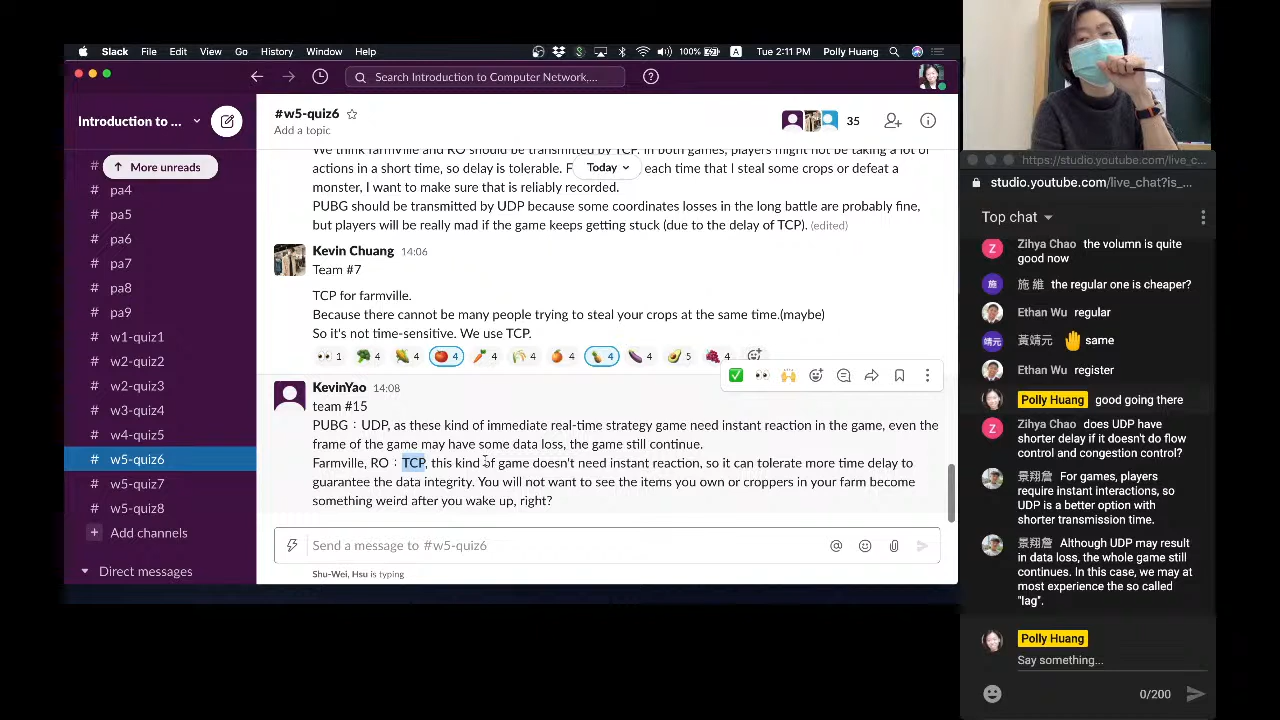 Slack File Edit View Go History Window Help 100% A Tue 2:11 PM Polly Huang
Search Introduction to Computer Network,...
Introduction to ...
More unreads
# pa4
# pa5
# pa6
# pa7
# pa8
# pa9
# w1-quiz1
# w2-quiz2
# w2-quiz3
# w3-quiz4
# w4-quiz5
# w5-quiz6
# w5-quiz7
# w5-quiz8
+ Add channels
Direct messages
#w5-quiz6
Add a topic
35
We think farmville and RO should be transmitted by TCP. In both games, players might not be taking a lot of
actions in a short time, so delay is tolerable. F
Today
each time that I steal some crops or defeat a
monster, I want to make sure that is reliably recorded.
PUBG should be transmitted by UDP because some coordinates losses in the long battle are probably fine,
but players will be really mad if the game keeps getting stuck (due to the delay of TCP). (edited)
Kevin Chuang 14:06
Team #7
TCP for farmville.
Because there cannot be many people trying to steal your crops at the same time.(maybe)
So it's not time-sensitive. We use TCP.
1 4 4 4 4 4 4 4 4 5 4
KevinYao 14:08
team #15
PUBG：UDP, as these kind of immediate real-time strategy game need instant reaction in the game, even the
frame of the game may have some data loss, the game still continue.
Farmville, RO：TCP, this kind of game doesn't need instant reaction, so it can tolerate more time delay to
guarantee the data integrity. You will not want to see the items you own or croppers in your farm become
something weird after you wake up, right?
Send a message to #w5-quiz6
Shu-Wei, Hsu is typing
https://studio.youtube.com/live_c...
studio.youtube.com/live_chat?is_...
Top chat
Zihya Chao the volumn is quite
good now
施 維 the regular one is cheaper?
Ethan Wu regular
黃靖元 same
Ethan Wu register
Polly Huang good going there
Zihya Chao does UDP have
shorter delay if it doesn't do flow
control and congestion control?
景翔詹 For games, players
require instant interactions, so
UDP is a better option with
shorter transmission time.
景翔詹 Although UDP may result
in data loss, the whole game still
continues. In this case, we may at
most experience the so called
"lag".
Polly Huang
Say something...
0/200